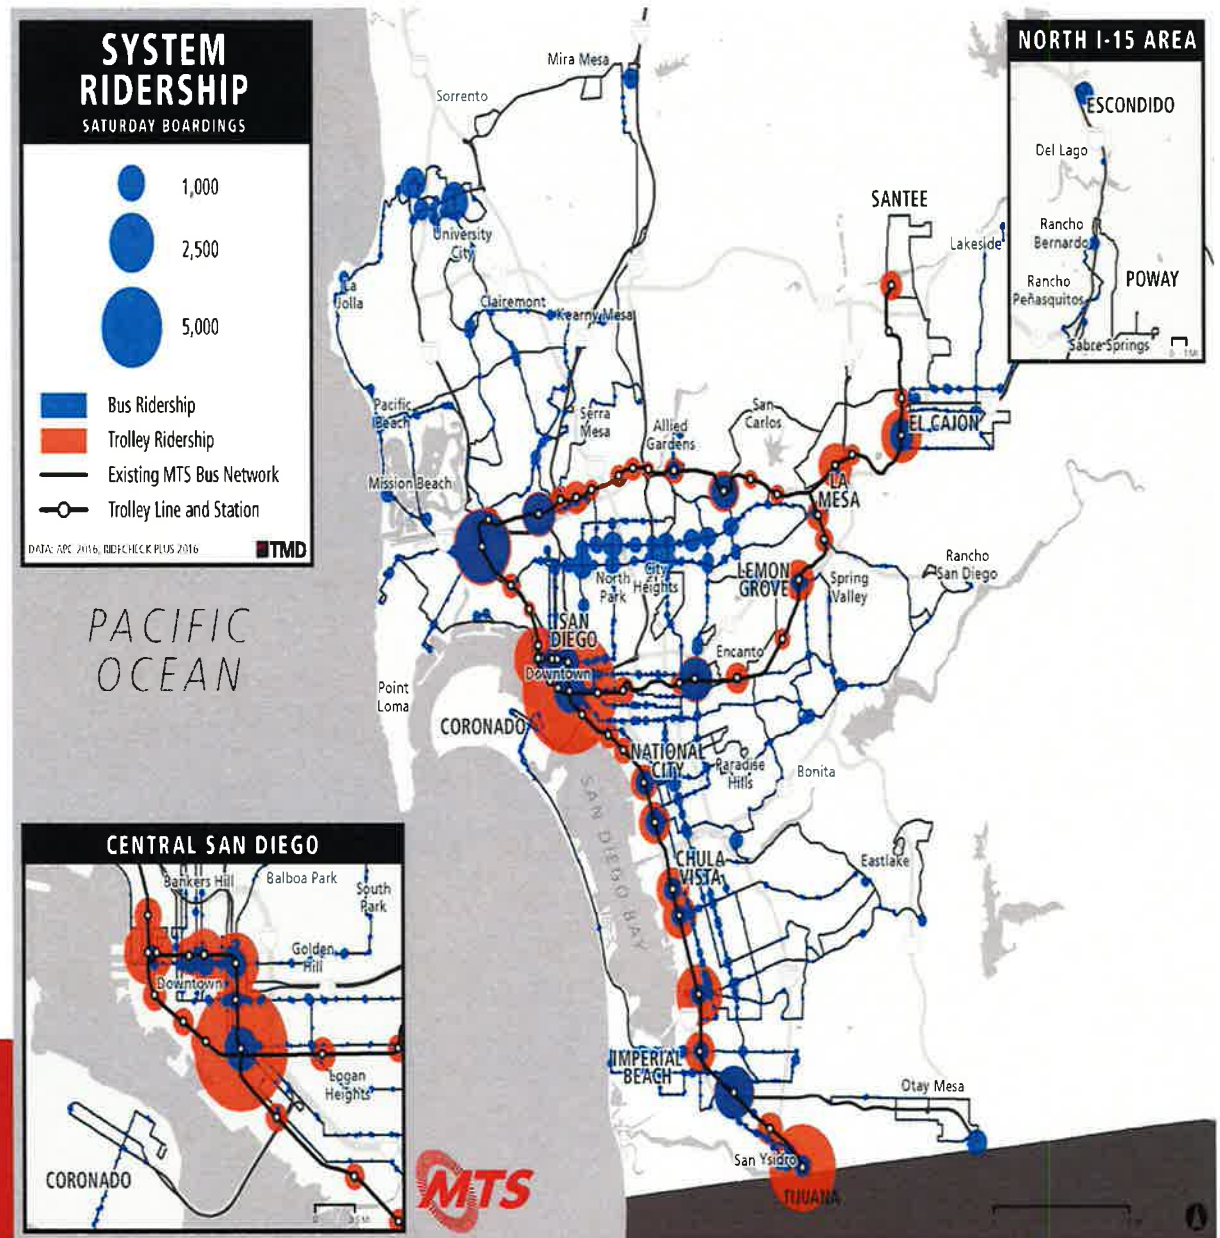 SYSTEM
RIDERSHIP
SATURDAY BOARDINGS
1,000
2,500
5,000
Bus Ridership
Trolley Ridership
Existing MTS Bus Network
Trolley Line and Station
DATA: APC 2016, RIDECHECK PLUS 2016
TMD
NORTH I-15 AREA
ESCONDIDO
Del Lago
Rancho
Bernardo
POWAY
Rancho
Peñasquitos
Sabre Springs
Mira Mesa
Sorrento
SANTEE
Lakeside
University
City
La
Jolla
Clairemont
Kearny Mesa
Pacific
Beach
Serra
Mesa
Allied
Gardens
San
Carlos
EL CAJON
Mission Beach
LA
MESA
North
Park
City
Heights
LEMON
GROVE
Spring
Valley
Rancho
San Diego
PACIFIC
OCEAN
SAN
DIEGO
Downtown
Encanto
Point
Loma
CORONADO
NATIONAL
CITY
Paradise
Hills
Bonita
SAN DIEGO BAY
CHULA
VISTA
Eastlake
IMPERIAL
BEACH
Otay Mesa
San Ysidro
TIJUANA
CENTRAL SAN DIEGO
Bankers Hill
Balboa Park
South
Park
Golden
Hill
Downtown
Logan
Heights
CORONADO
MTS